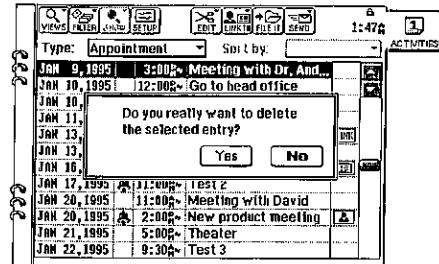 VIEWS FILTER SHOW SETUP EDIT LINK TO FILE IT SEND 1:47
1 ACTIVITIES
Type: Appointment Sort by:
JAN 9,1995 3:00 Meeting with Dr. And...
JAN 10,1995 12:00 Go to head office
JAN 10,
JAN 11,
JAN 13,
JAN 13,
JAN 16,
Do you really want to delete
the selected entry?
Yes No
JAN 17,1995 11:00 Test 2
JAN 20,1995 11:00 Meeting with David
JAN 20,1995 2:00 New product meeting
JAN 21,1995 5:00 Theater
JAN 22,1995 9:30 Test 3